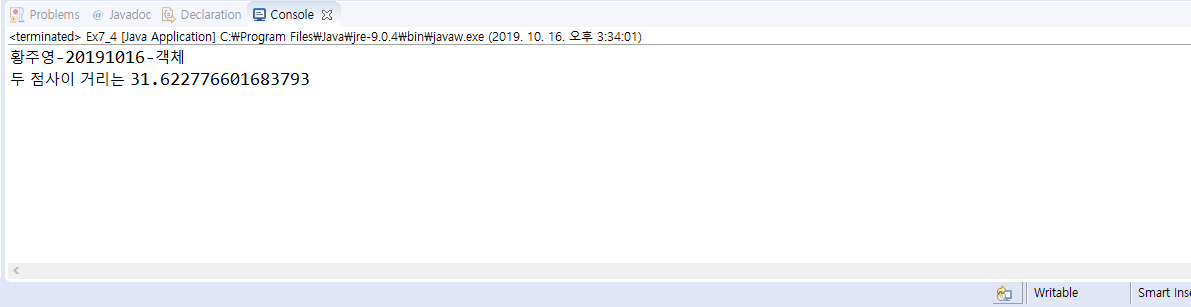 Problems @ Javadoc Declaration Console
<terminated> Ex7_4 [Java Application] C:₩Program Files₩Java₩jre-9.0.4₩bin₩javaw.exe (2019. 10. 16. 오후 3:34:01)
황주영-20191016-객체
두 점사이 거리는 31.622776601683793
Writable Smart Inse